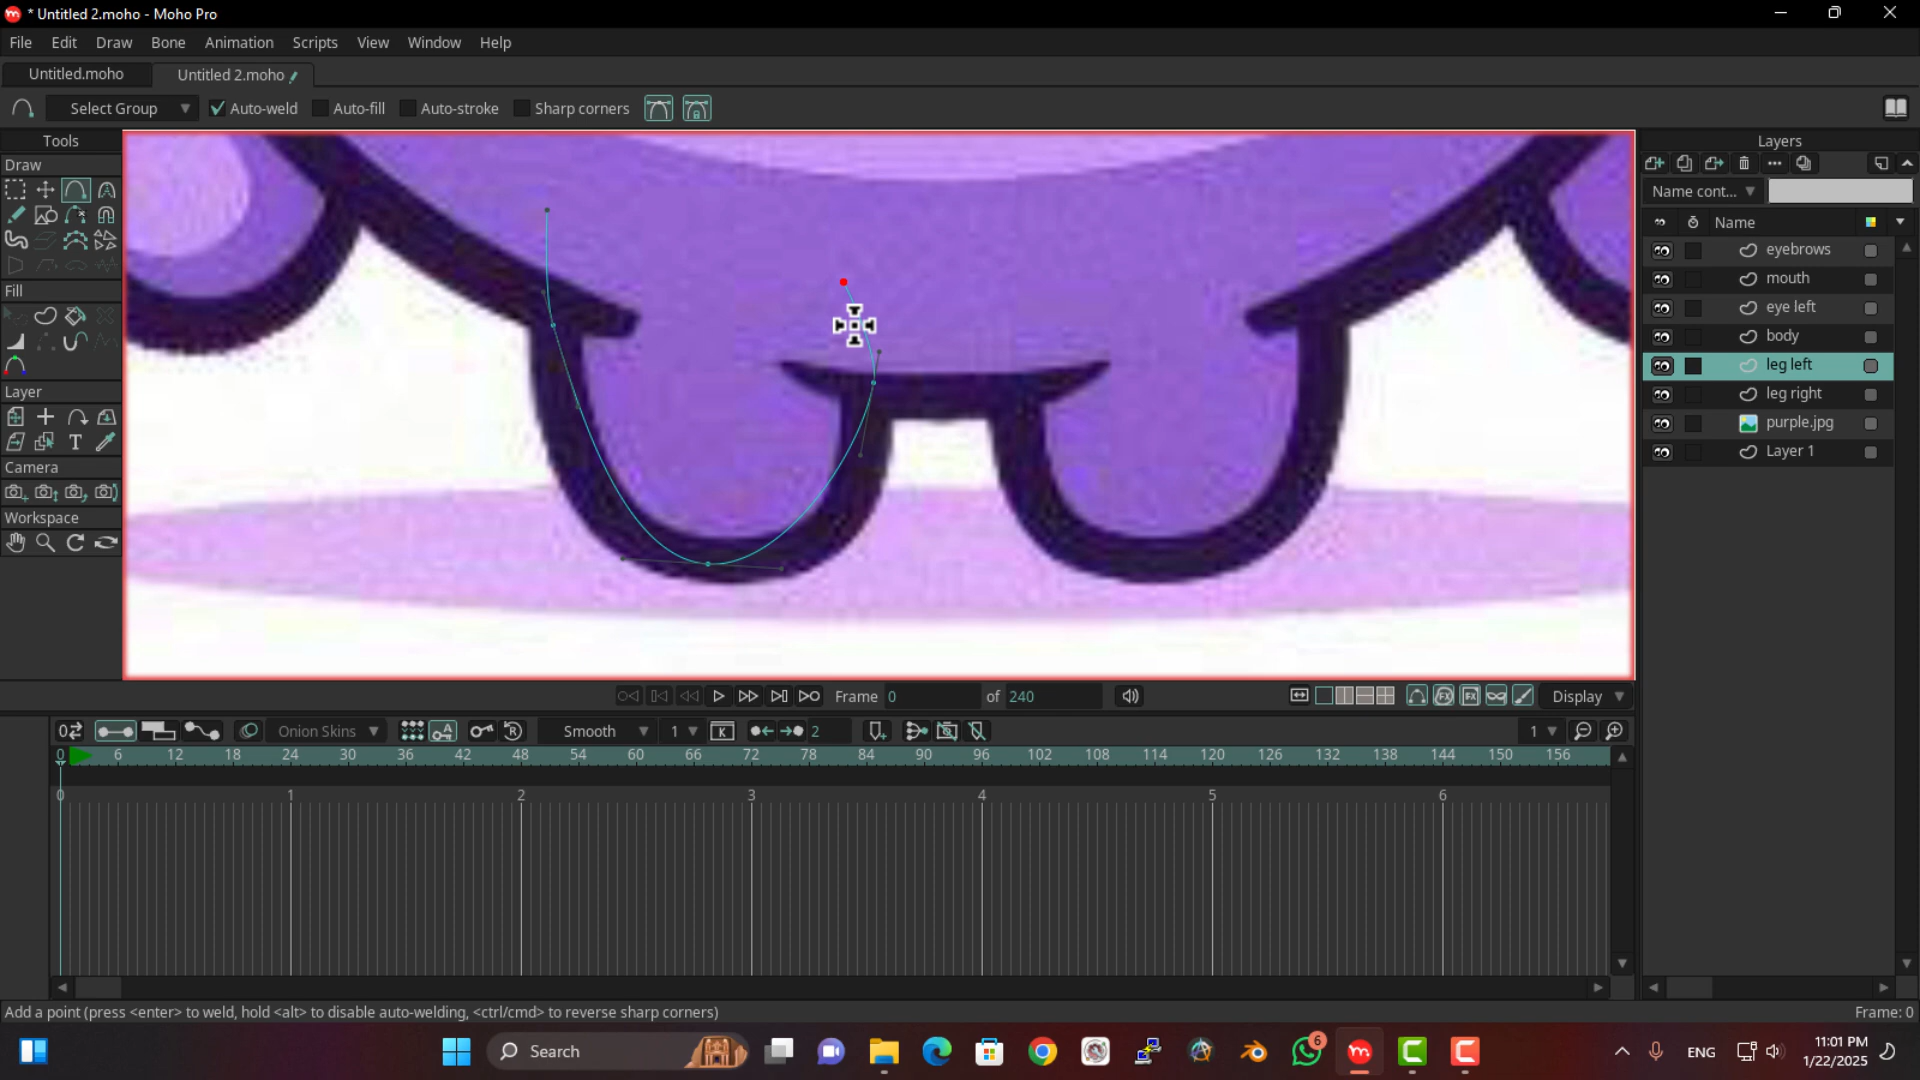 * Untitled 2.moho - Moho Pro
File Edit Draw Bone Animation Scripts View Window Help
Untitled.moho Untitled 2.moho
Select Group Auto-weld Auto-fill Auto-stroke Sharp corners
Tools
Draw
Fill
Layer
Camera
Workspace
Layers
Name cont...
Name
eyebrows
mouth
eye left
body
leg left
leg right
purple.jpg
Layer 1
Frame 0 of 240 Display
Onion Skins Smooth 1 2 1
0 6 12 18 24 30 36 42 48 54 60 66 72 78 84 90 96 102 108 114 120 126 132 138 144 150 156
0 1 2 3 4 5 6
Add a point (press <enter> to weld, hold <alt> to disable auto-welding, <ctrl/cmd> to reverse sharp corners) Frame: 0
Search 6 ENG 11:01 PM
1/22/2025